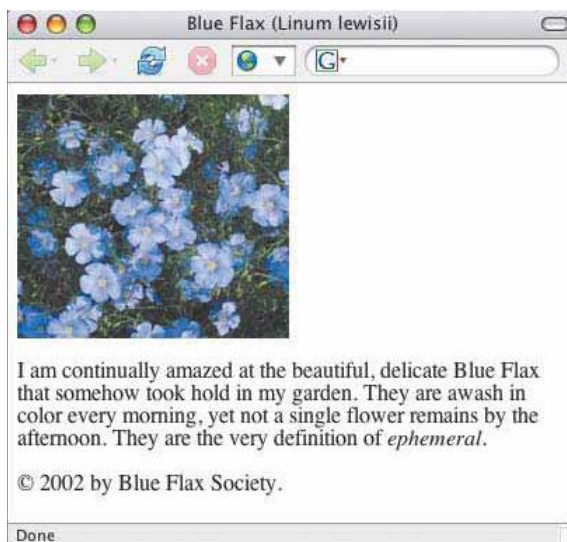 Blue Flax (Linum lewisii)
G
I am continually amazed at the beautiful, delicate Blue Flax
that somehow took hold in my garden. They are awash in
color every morning, yet not a single flower remains by the
afternoon. They are the very definition of ephemeral.
© 2002 by Blue Flax Society.
Done